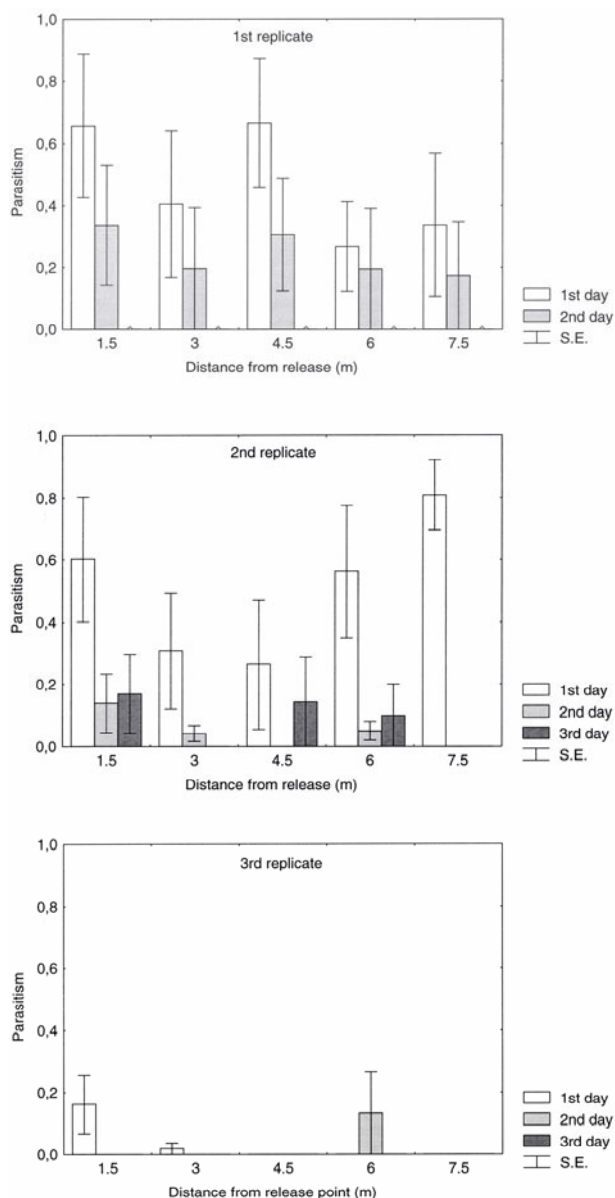 1st replicate
1,0
0,8
0,6
0,4
0,2
0,0
Parasitism
1.5 3 4.5 6 7.5
Distance from release (m)
1st day
2nd day
S.E.
2nd replicate
1,0
0,8
0,6
0,4
0,2
0,0
Parasitism
1.5 3 4.5 6 7.5
Distance from release (m)
1st day
2nd day
3rd day
S.E.
3rd replicate
1,0
0,8
0,6
0,4
0,2
0,0
Parasitism
1.5 3 4.5 6 7.5
Distance from release point (m)
1st day
2nd day
3rd day
S.E.